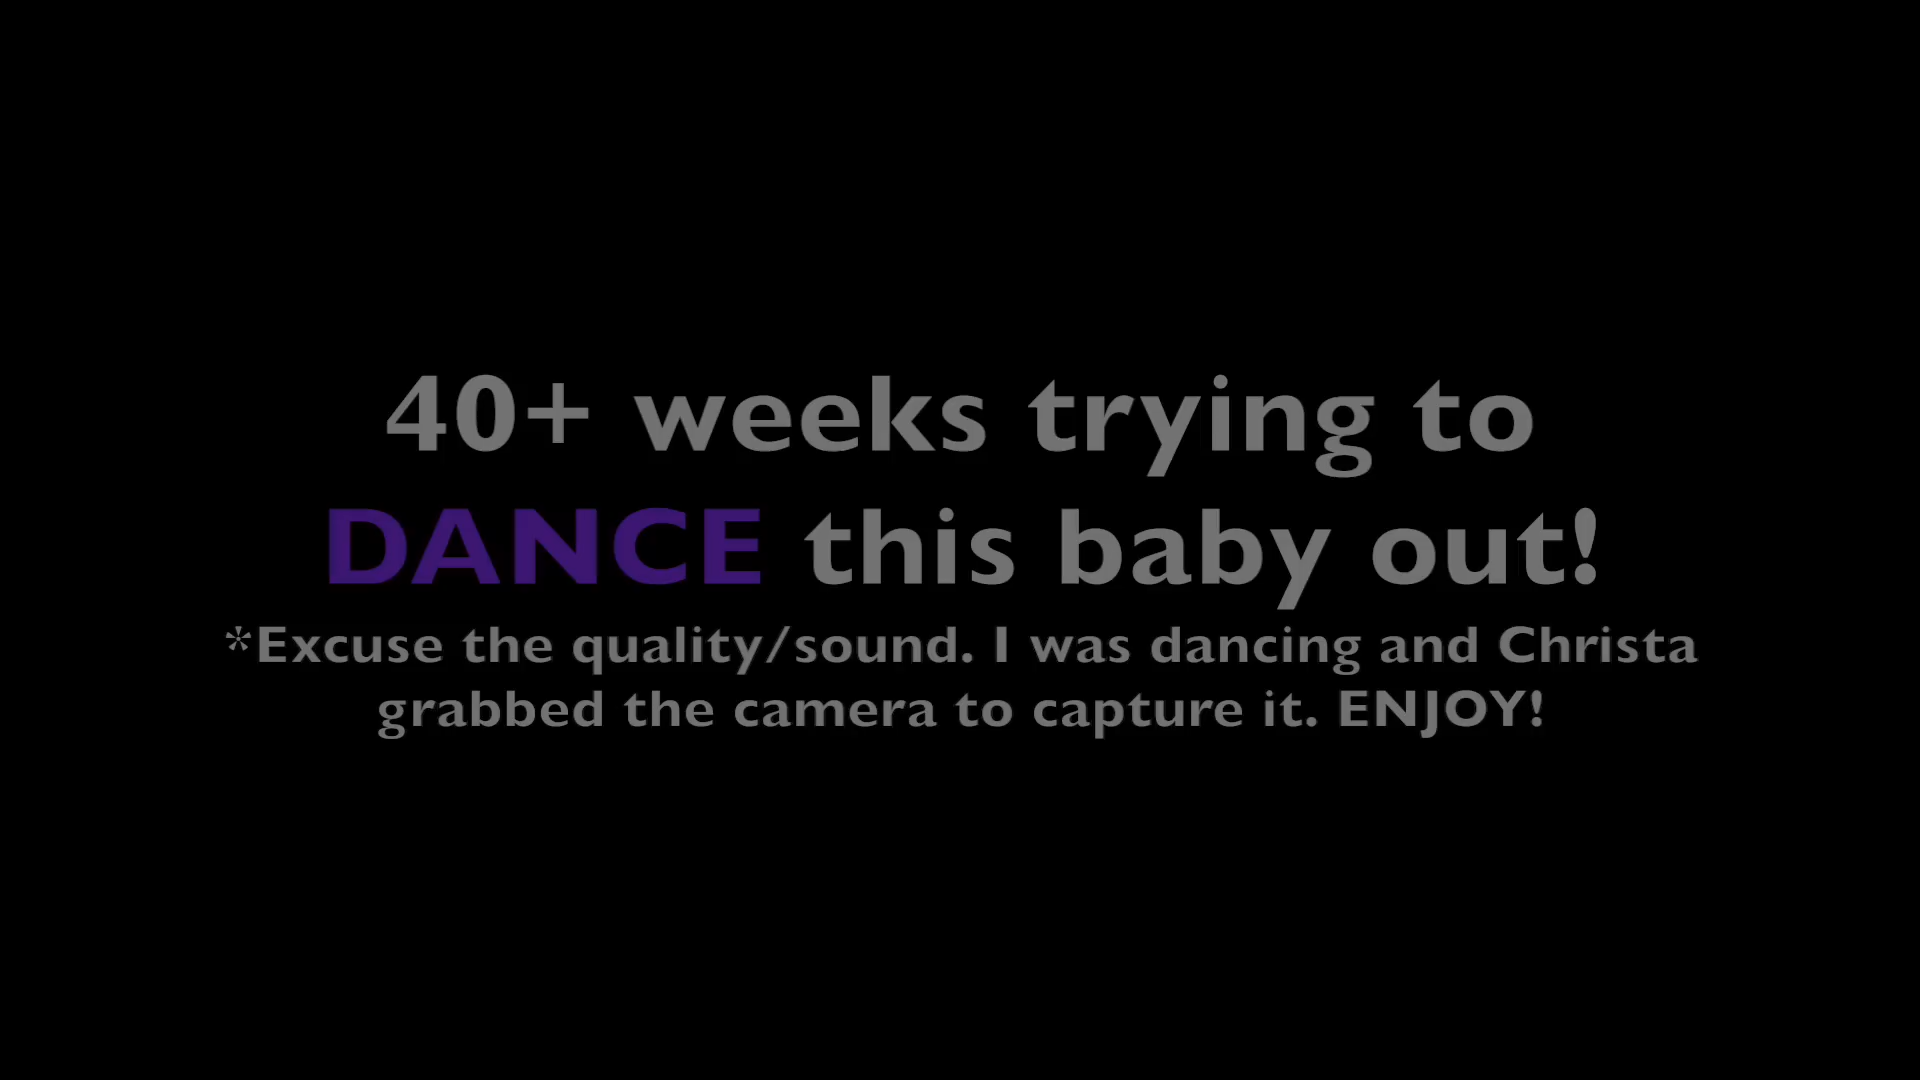 40+ weeks trying to
DANCE this baby out!
*Excuse the quality/sound. I was dancing and Christa
grabbed the camera to capture it. ENJOY!